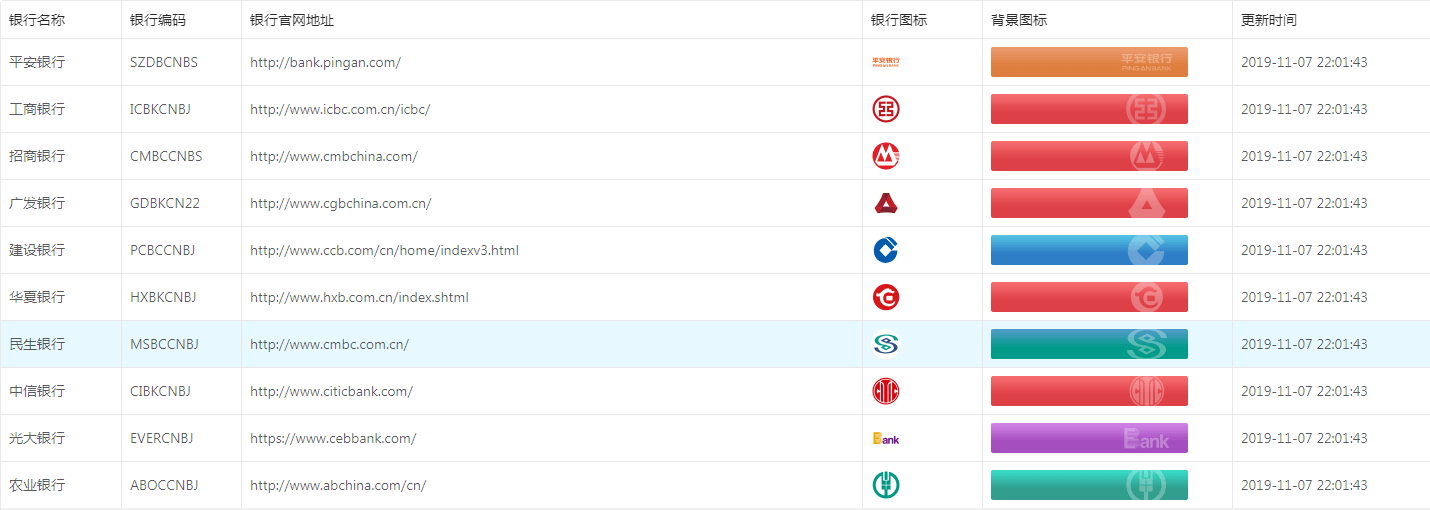 银行名称 银行编码 银行官网地址 银行图标 背景图标 更新时间
平安银行 SZDBCNBS http://bank.pingan.com/ 平安银行 PINGAN BANK 平安银行 PINGAN BANK 2019-11-07 22:01:43
工商银行 ICBKCNBJ http://www.icbc.com.cn/icbc/ 2019-11-07 22:01:43
招商银行 CMBCCNBS http://www.cmbchina.com/ 2019-11-07 22:01:43
广发银行 GDBKCN22 http://www.cgbchina.com.cn/ 2019-11-07 22:01:43
建设银行 PCBCCNBJ http://www.ccb.com/cn/home/indexv3.html 2019-11-07 22:01:43
华夏银行 HXBKCNBJ http://www.hxb.com.cn/index.shtml 2019-11-07 22:01:43
民生银行 MSBCCNBJ http://www.cmbc.com.cn/ 2019-11-07 22:01:43
中信银行 CIBKCNBJ http://www.citicbank.com/ 2019-11-07 22:01:43
光大银行 EVERCNBJ https://www.cebbank.com/ Bank Bank 2019-11-07 22:01:43
农业银行 ABOCCNBJ http://www.abchina.com/cn/ 2019-11-07 22:01:43